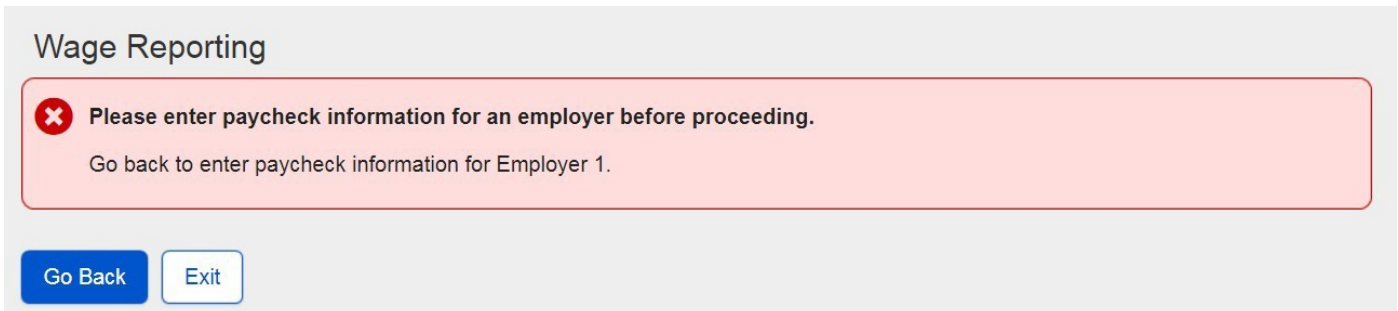 Wage Reporting
Please enter paycheck information for an employer before proceeding.
Go back to enter paycheck information for Employer 1.
Go Back
Exit